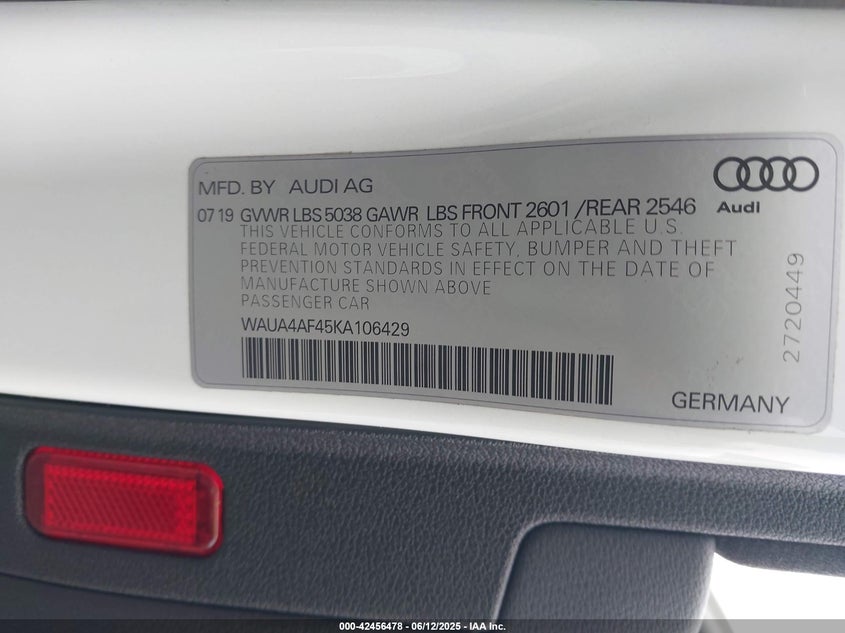 MFD. BY AUDI AG
Audi
07 19 GVWR LBS 5038 GAWR LBS FRONT 2601 /REAR 2546
THIS VEHICLE CONFORMS TO ALL APPLICABLE U.S.
FEDERAL MOTOR VEHICLE SAFETY, BUMPER AND THEFT
PREVENTION STANDARDS IN EFFECT ON THE DATE OF
MANUFACTURE SHOWN ABOVE
PASSENGER CAR
WAUA4AF45KA106429
2720449
GERMANY
000-42456478 - 06/12/2025 - IAA Inc.